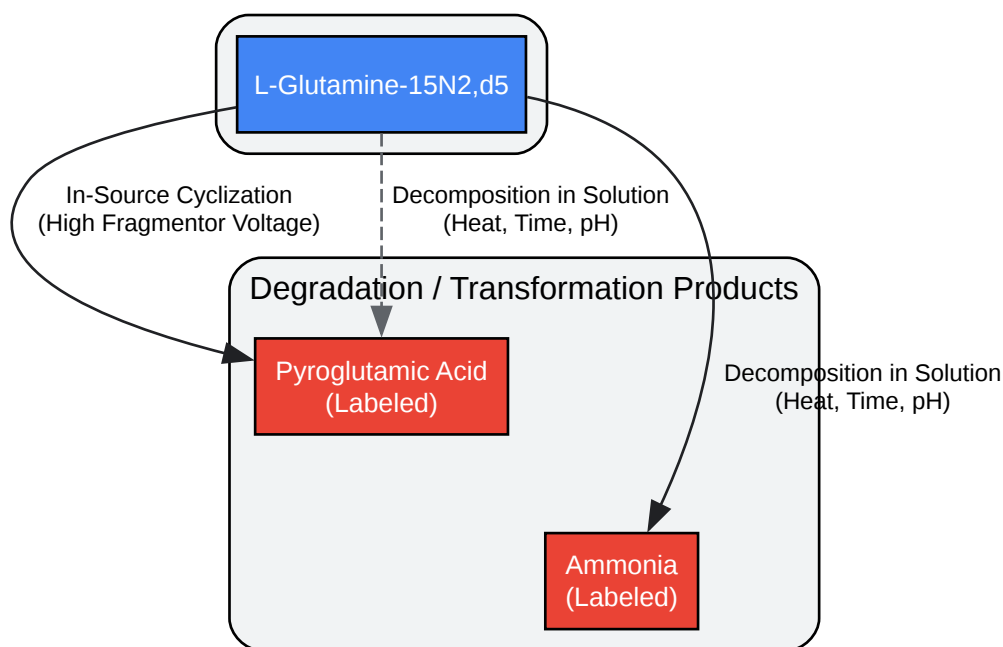 L-Glutamine-15N2,d5
In-Source Cyclization
(High Fragmentor Voltage)
Decomposition in Solution
(Heat, Time, pH)
Degradation / Transformation Products
Pyroglutamic Acid
(Labeled)
Decomposition in Solution
(Heat, Time, pH)
Ammonia
(Labeled)